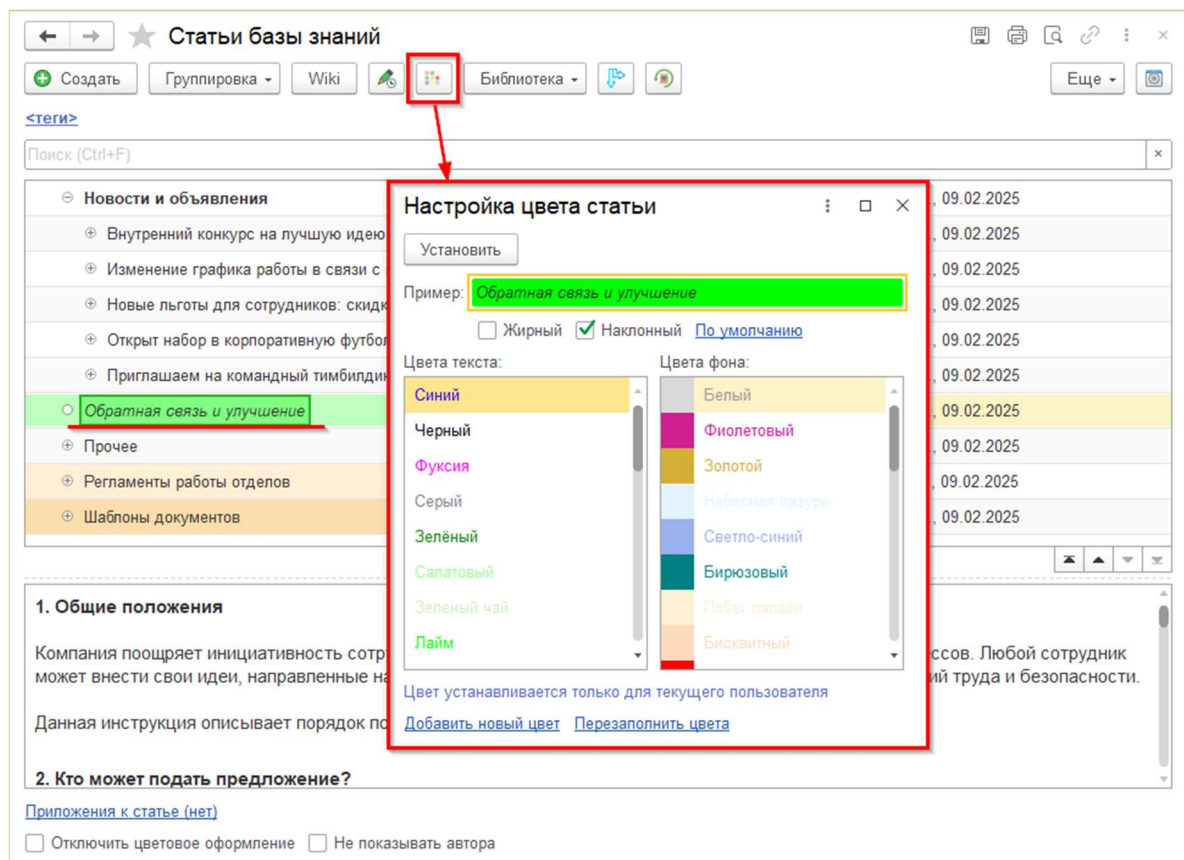 Статьи базы знаний
Создать Группировка Wiki Библиотека Еще
<теги>
Поиск (Ctrl+F)
Новости и объявления , 09.02.2025
Внутренний конкурс на лучшую идею , 09.02.2025
Изменение графика работы в связи с , 09.02.2025
Новые льготы для сотрудников: , 09.02.2025
Открыт набор в корпоративную , 09.02.2025
Приглашаем на командный , 09.02.2025
Обратная связь и улучшение , 09.02.2025
Прочее , 09.02.2025
Регламенты работы отделов , 09.02.2025
Шаблоны документов , 09.02.2025
Настройка цвета статьи
Установить
Пример: Обратная связь и улучшение
Жирный Наклонный По умолчанию
Цвета текста: Цвета фона:
Синий Белый
Черный Фиолетовый
Фуксия Золотой
Серый Небесная лазурь
Зелёный Светло-синий
Салатовый Бирюзовый
Зеленый чай Побег папайи
Лайм Бисквитный
Цвет устанавливается только для текущего пользователя
Добавить новый цвет Перезаполнить цвета
1. Общие положения
Компания поощряет инициативность ссов. Любой сотрудник
может внести свои идеи, направленные ий труда и безопасности.
Данная инструкция описывает порядок
2. Кто может подать предложение?
Приложения к статье (нет)
Отключить цветовое оформление Не показывать автора